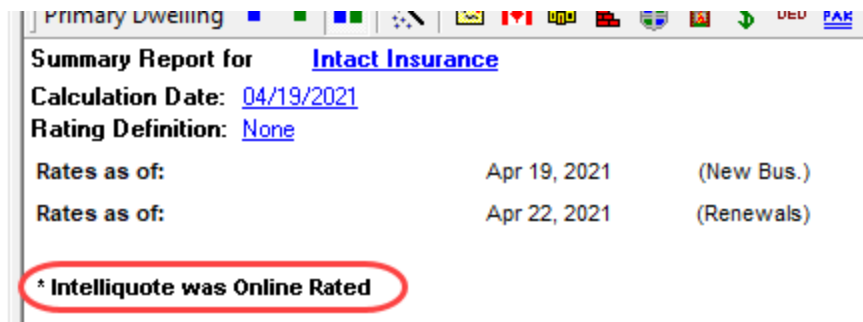 Primary Dwelling DED PAK
Summary Report for Intact Insurance
Calculation Date: 04/19/2021
Rating Definition: None
Rates as of: Apr 19, 2021 (New Bus.)
Rates as of: Apr 22, 2021 (Renewals)
* Intelliquote was Online Rated